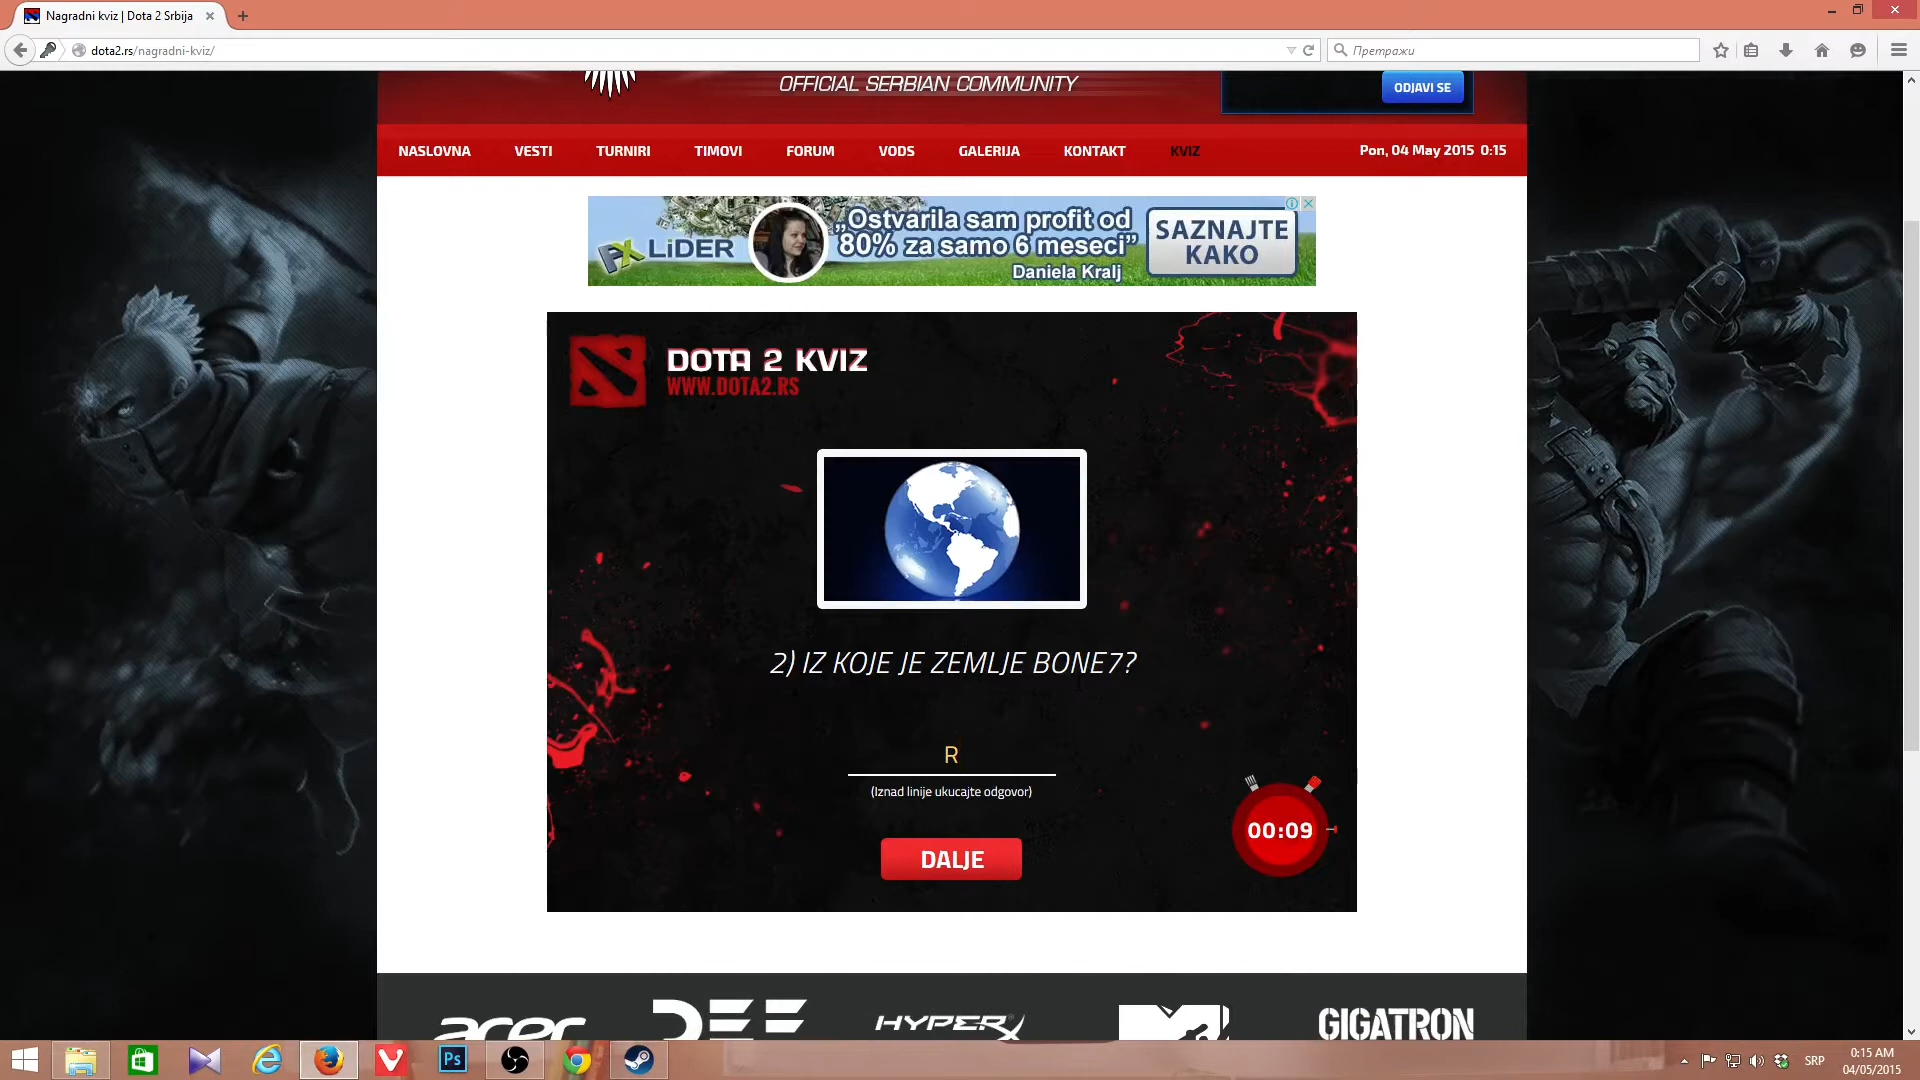 Nagradni kviz | Dota 2 Srbija
dota2.rs/nagradni-kviz/
Претражи
OFFICIAL SERBIAN COMMUNITY
ODJAVI SE
NASLOVNA VESTI TURNIRI TIMOVI FORUM VODS GALERIJA KONTAKT KVIZ
Pon, 04 May 2015 0:15
FX LiDER
„Ostvarila sam profit od
80% za samo 6 meseci”
Daniela Kralj
SAZNAJTE
KAKO
DOTA 2 KVIZ
WWW.DOTA2.RS
2) IZ KOJE JE ZEMLJE BONE7?
R
(Iznad linije ukucajte odgovor)
00:09
DALJE
acer HYPERX GIGATRON
Ps
SRP
0:15 AM
04/05/2015